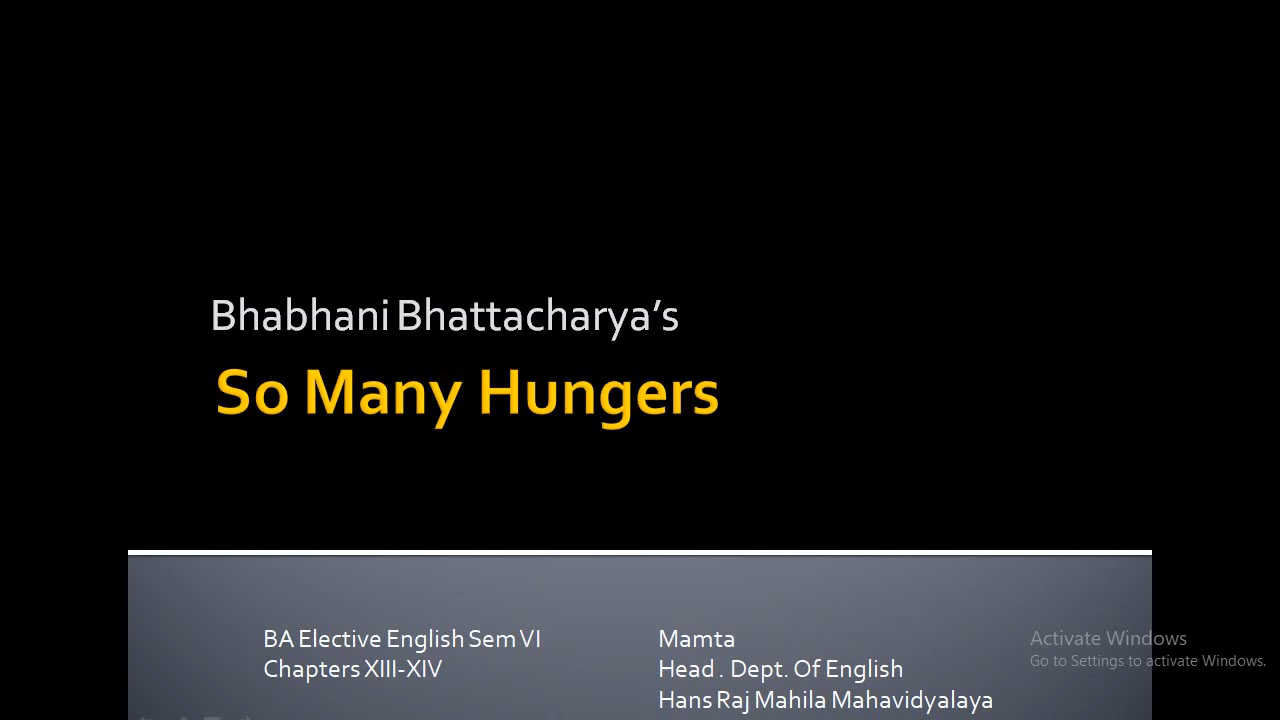 Bhabhani Bhattacharya’s
So Many Hungers
BA Elective English Sem VI
Chapters XIII-XIV
Mamta
Head . Dept. Of English
Hans Raj Mahila Mahavidyalaya
Activate Windows
Go to Settings to activate Windows.